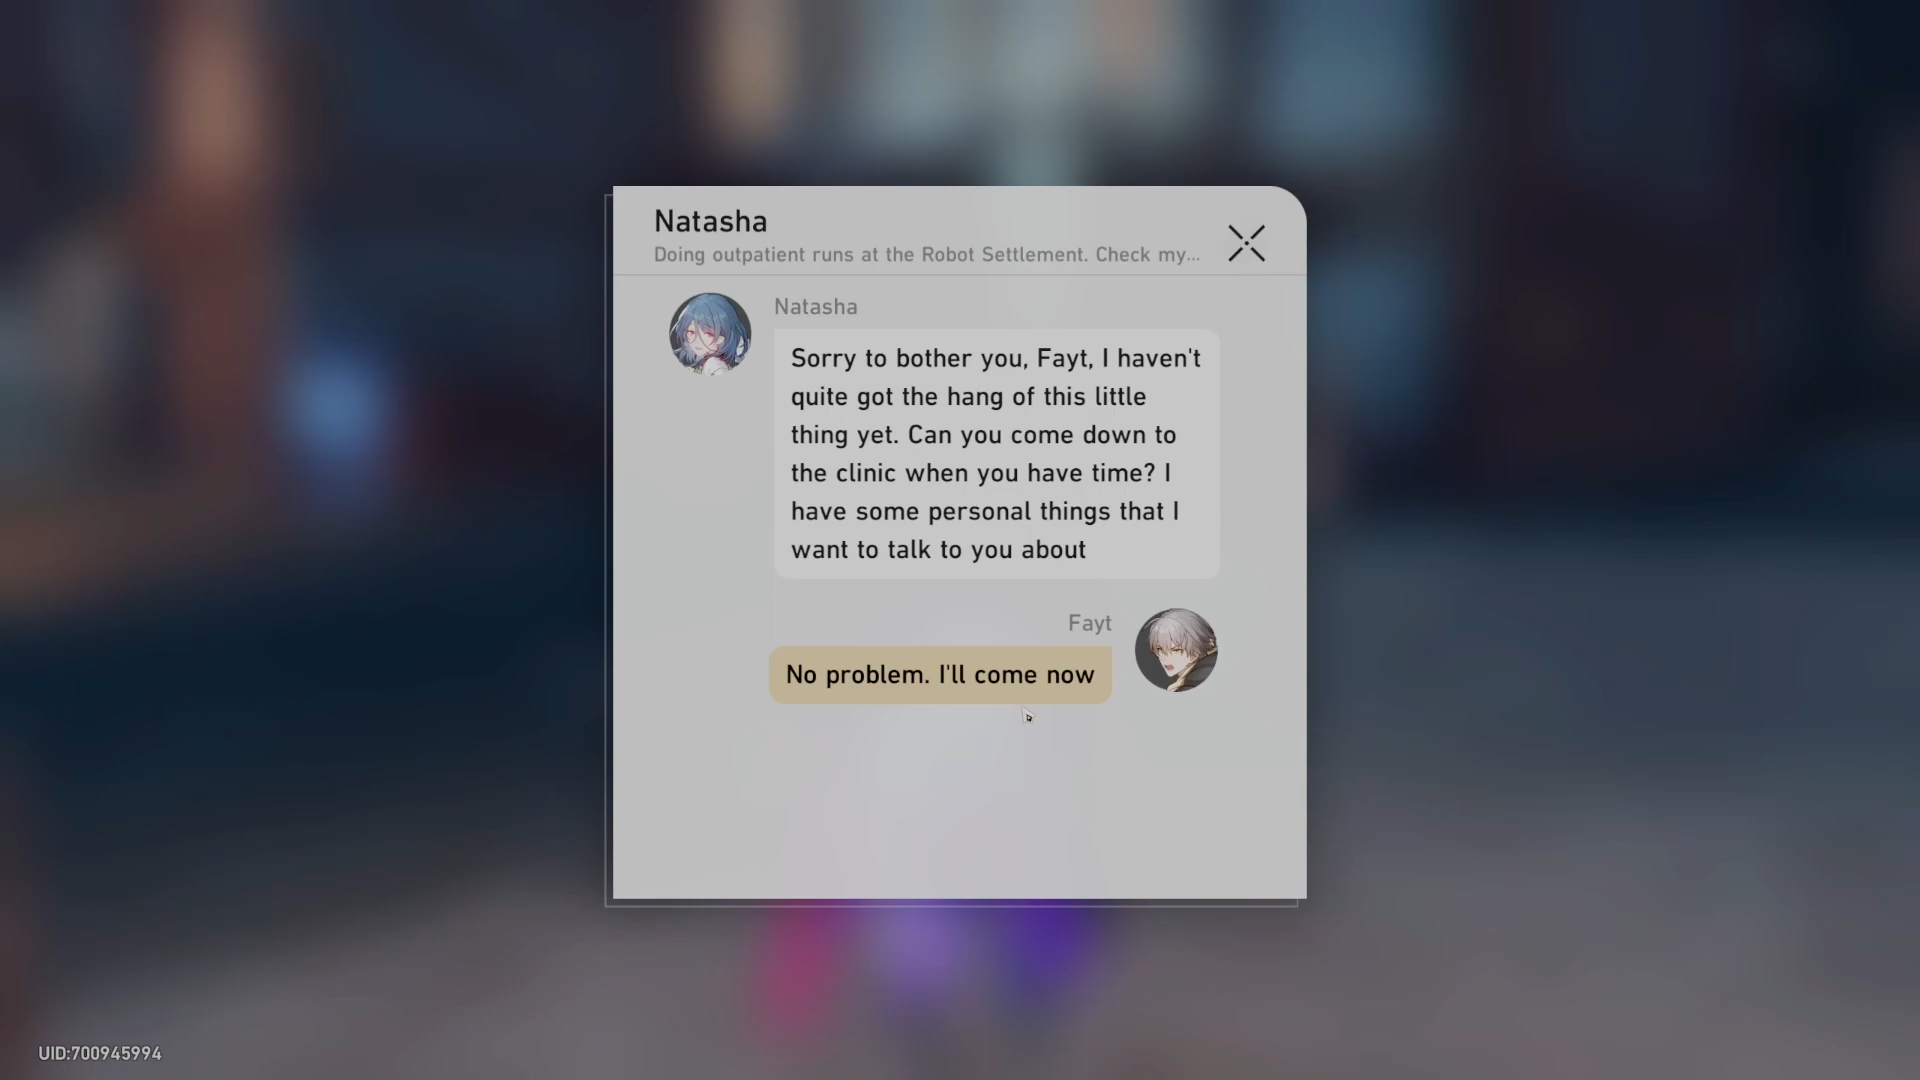 Natasha
Doing outpatient runs at the Robot Settlement. Check my...
Natasha
Sorry to bother you, Fayt, I haven't
quite got the hang of this little
thing yet. Can you come down to
the clinic when you have time? I
have some personal things that I
want to talk to you about
Fayt
No problem. I'll come now
UID:700945994